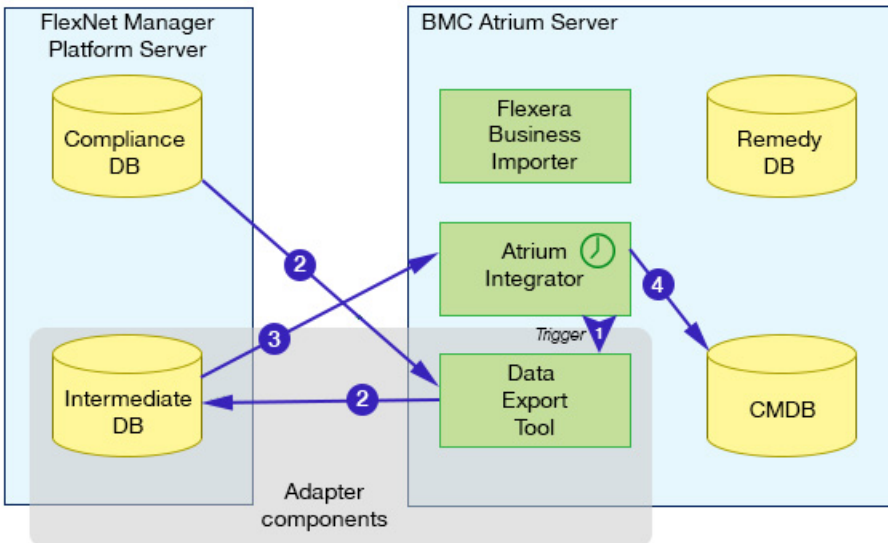 FlexNet Manager
Platform Server
BMC Atrium Server
Compliance
DB
Flexera
Business
Importer
Remedy
DB
2
Atrium
Integrator
4
3
Trigger
1
Intermediate
DB
2
Data
Export
Tool
CMDB
Adapter
components